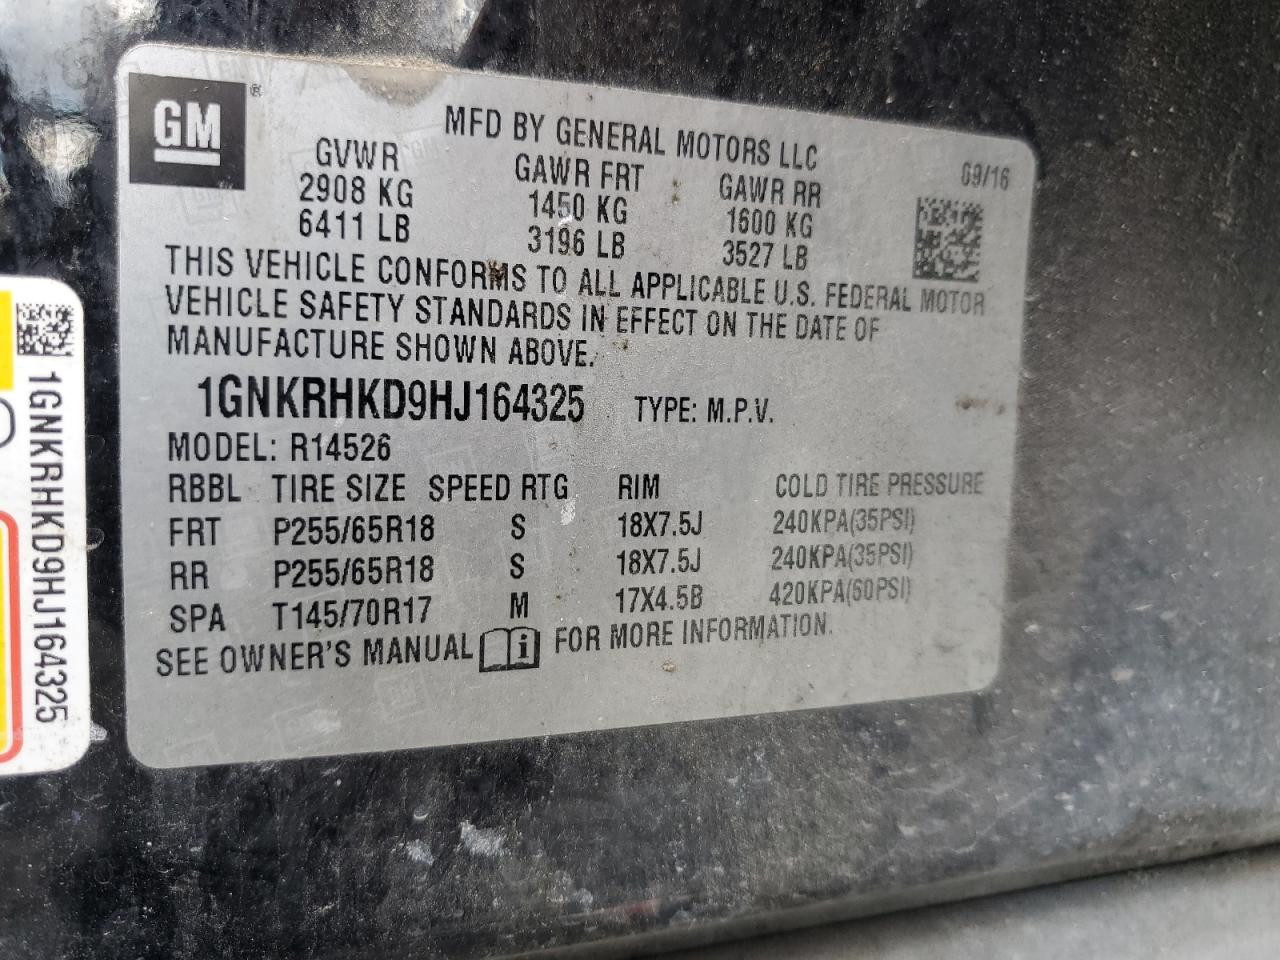 GM ®
MFD BY GENERAL MOTORS LLC
09/16
GVWR GAWR FRT GAWR RR
2908 KG 1450 KG 1600 KG
6411 LB 3196 LB 3527 LB
THIS VEHICLE CONFORMS TO ALL APPLICABLE U.S. FEDERAL MOTOR
VEHICLE SAFETY STANDARDS IN EFFECT ON THE DATE OF
MANUFACTURE SHOWN ABOVE.
1GNKRHKD9HJ164325 TYPE: M.P.V.
MODEL: R14526
RBBL TIRE SIZE SPEED RTG RIM COLD TIRE PRESSURE
FRT P255/65R18 S 18X7.5J 240KPA(35PSI)
RR P255/65R18 S 18X7.5J 240KPA(35PSI)
SPA T145/70R17 M 17X4.5B 420KPA(60PSI)
SEE OWNER'S MANUAL i FOR MORE INFORMATION.
1GNKRHKD9HJ164325